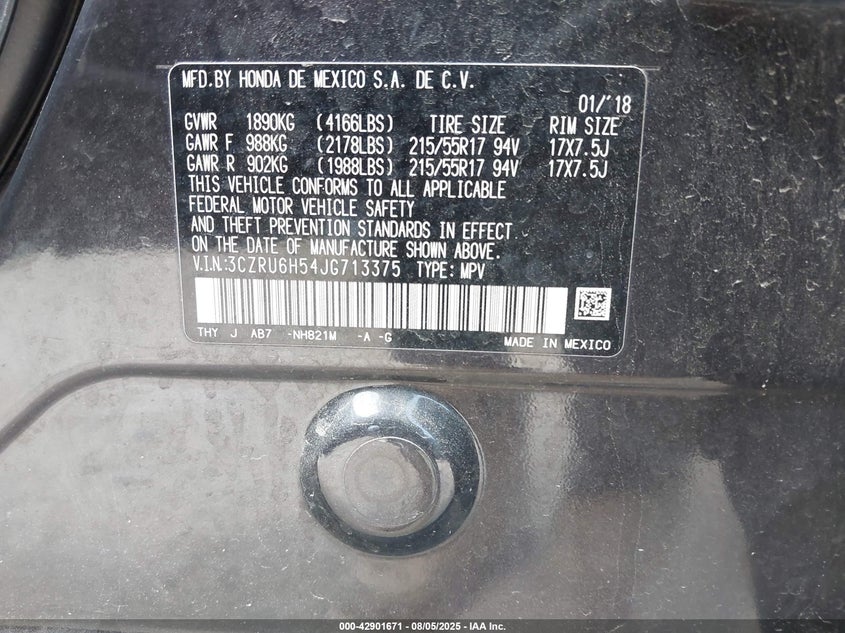 MFD.BY HONDA DE MEXICO S.A. DE C.V.
01/'18
GVWR 1890KG (4166LBS) TIRE SIZE RIM SIZE
GAWR F 988KG (2178LBS) 215/55R17 94V 17X7.5J
GAWR R 902KG (1988LBS) 215/55R17 94V 17X7.5J
THIS VEHICLE CONFORMS TO ALL APPLICABLE
FEDERAL MOTOR VEHICLE SAFETY
AND THEFT PREVENTION STANDARDS IN EFFECT
ON THE DATE OF MANUFACTURE SHOWN ABOVE.
V.I.N.:3CZRU6H54JG713375 TYPE: MPV
THY J AB7 -NH821M -A -G MADE IN MEXICO
000-42901671 - 08/05/2025 - IAA Inc.